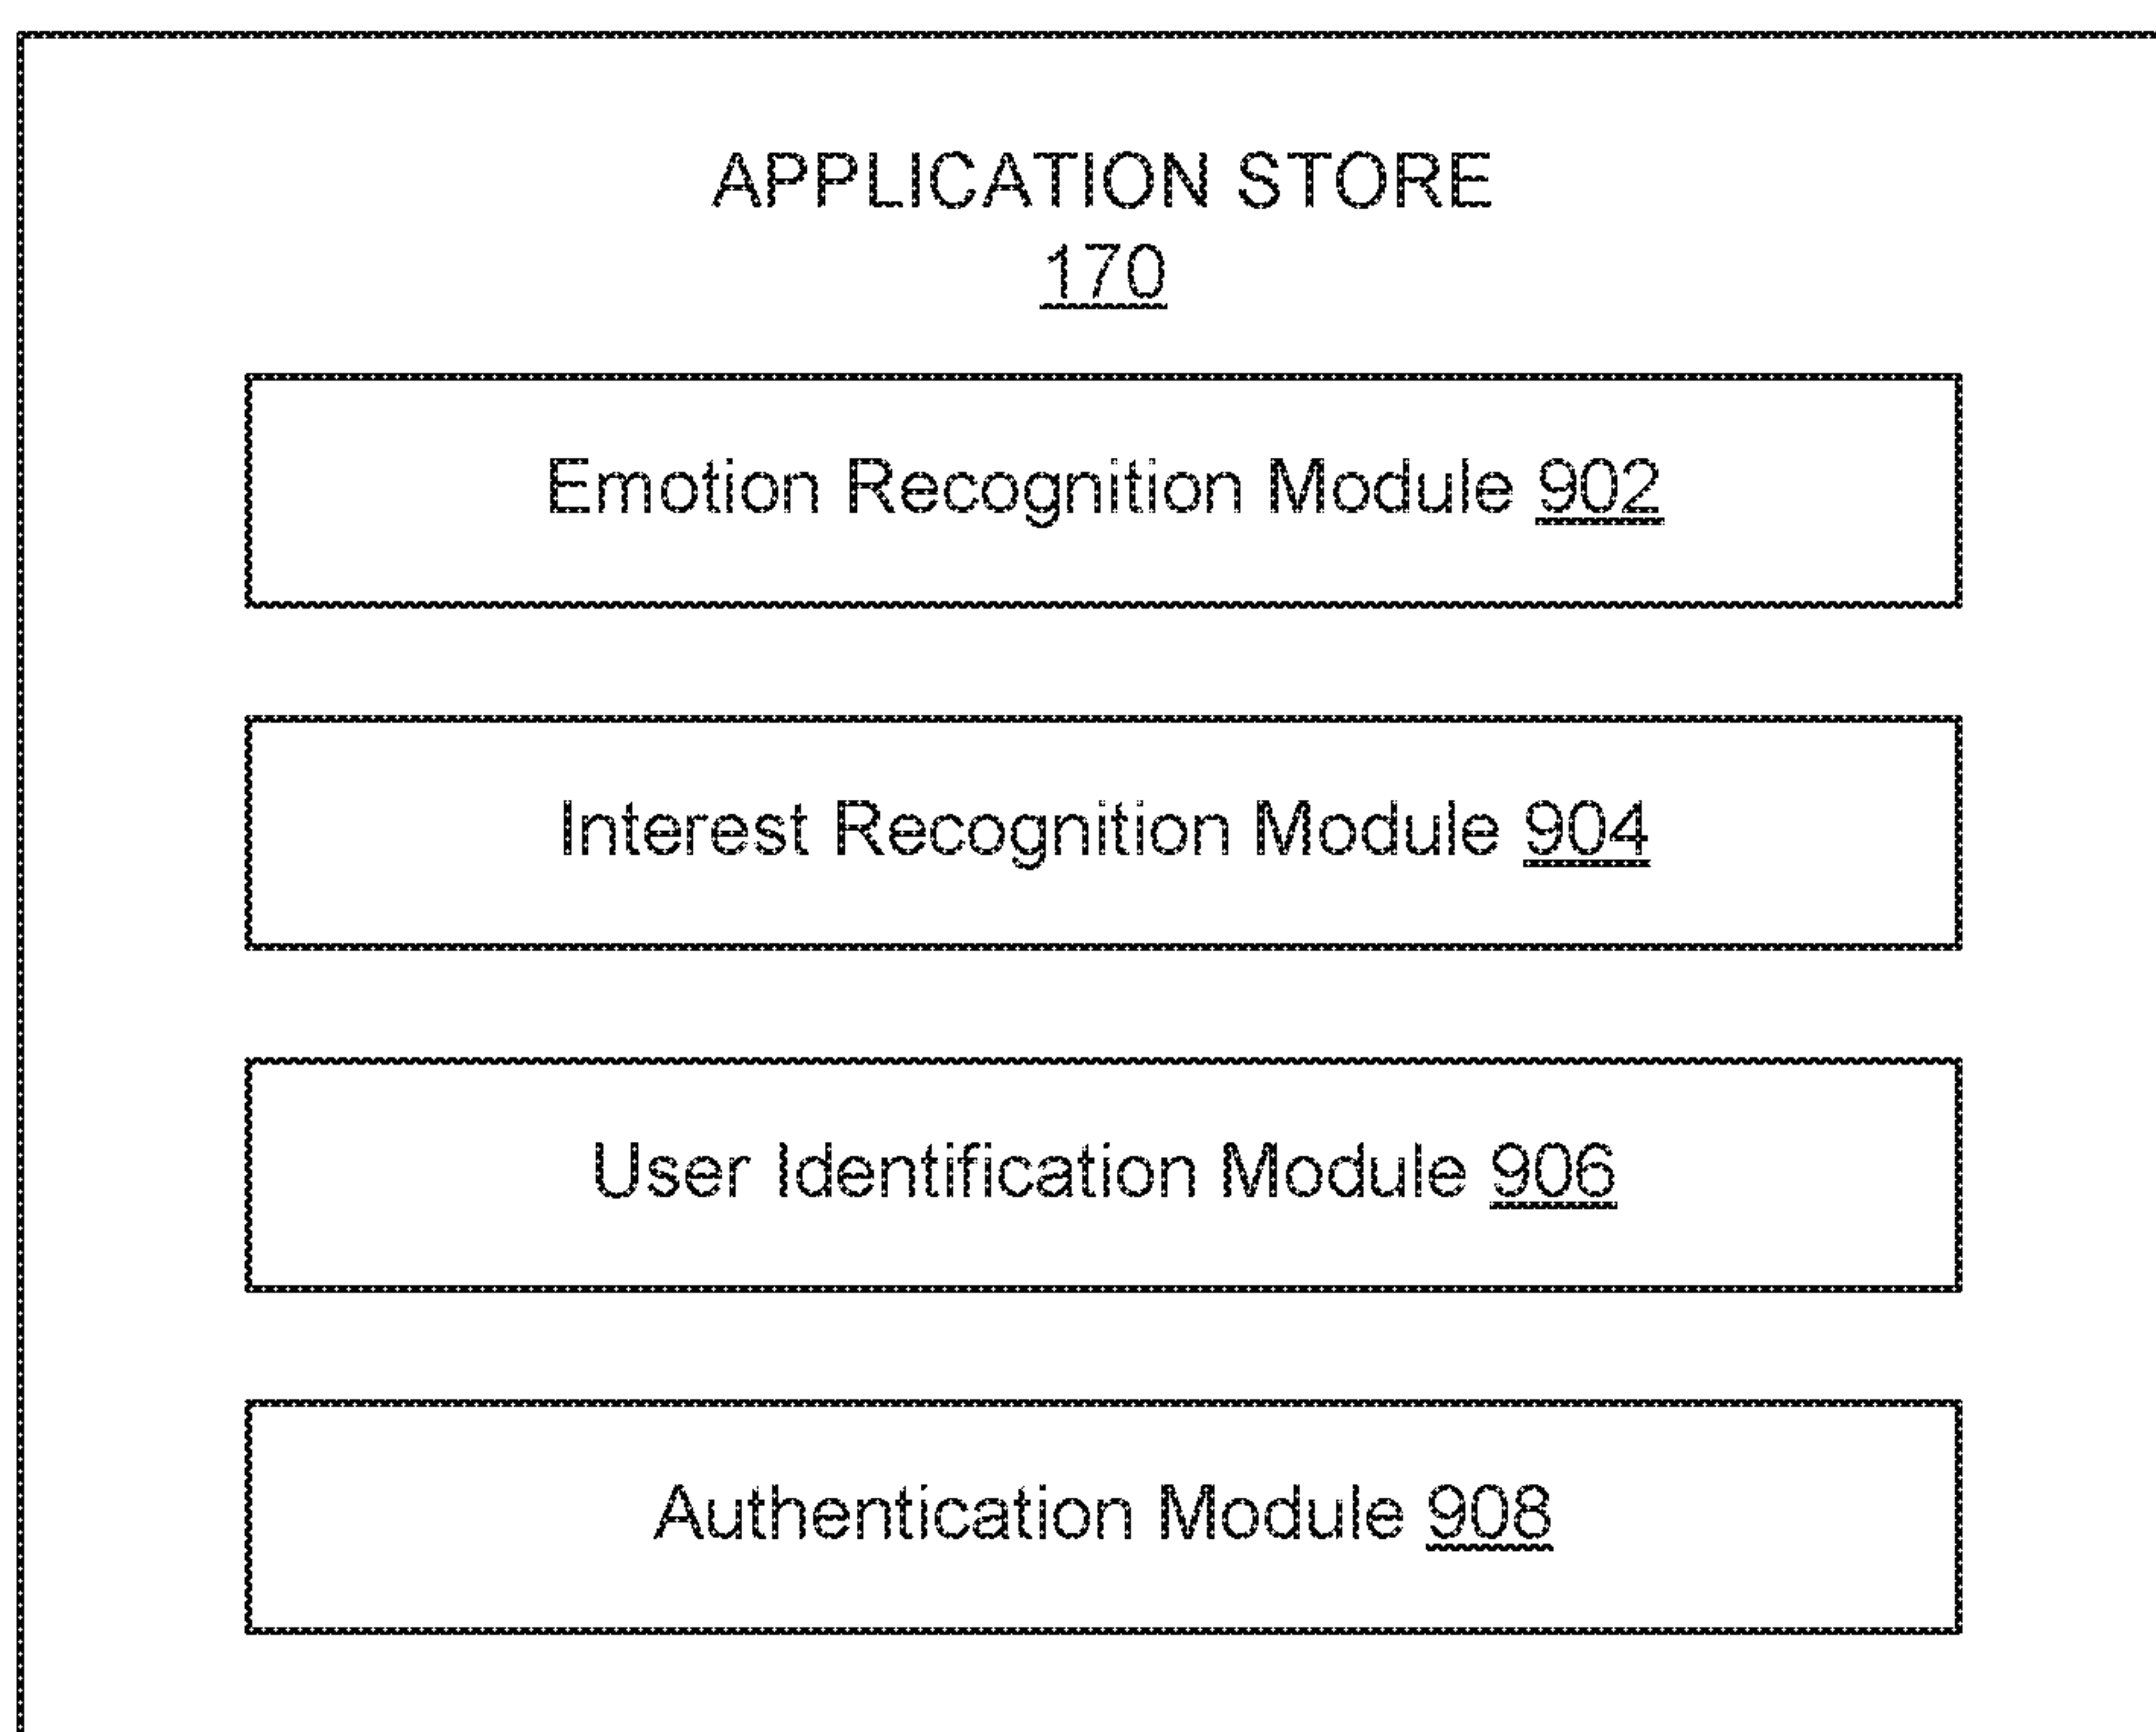 APPLICATION STORE
170
Emotion Recognition Module 902
Interest Recognition Module 904
User Identification Module 906
Authentication Module 908